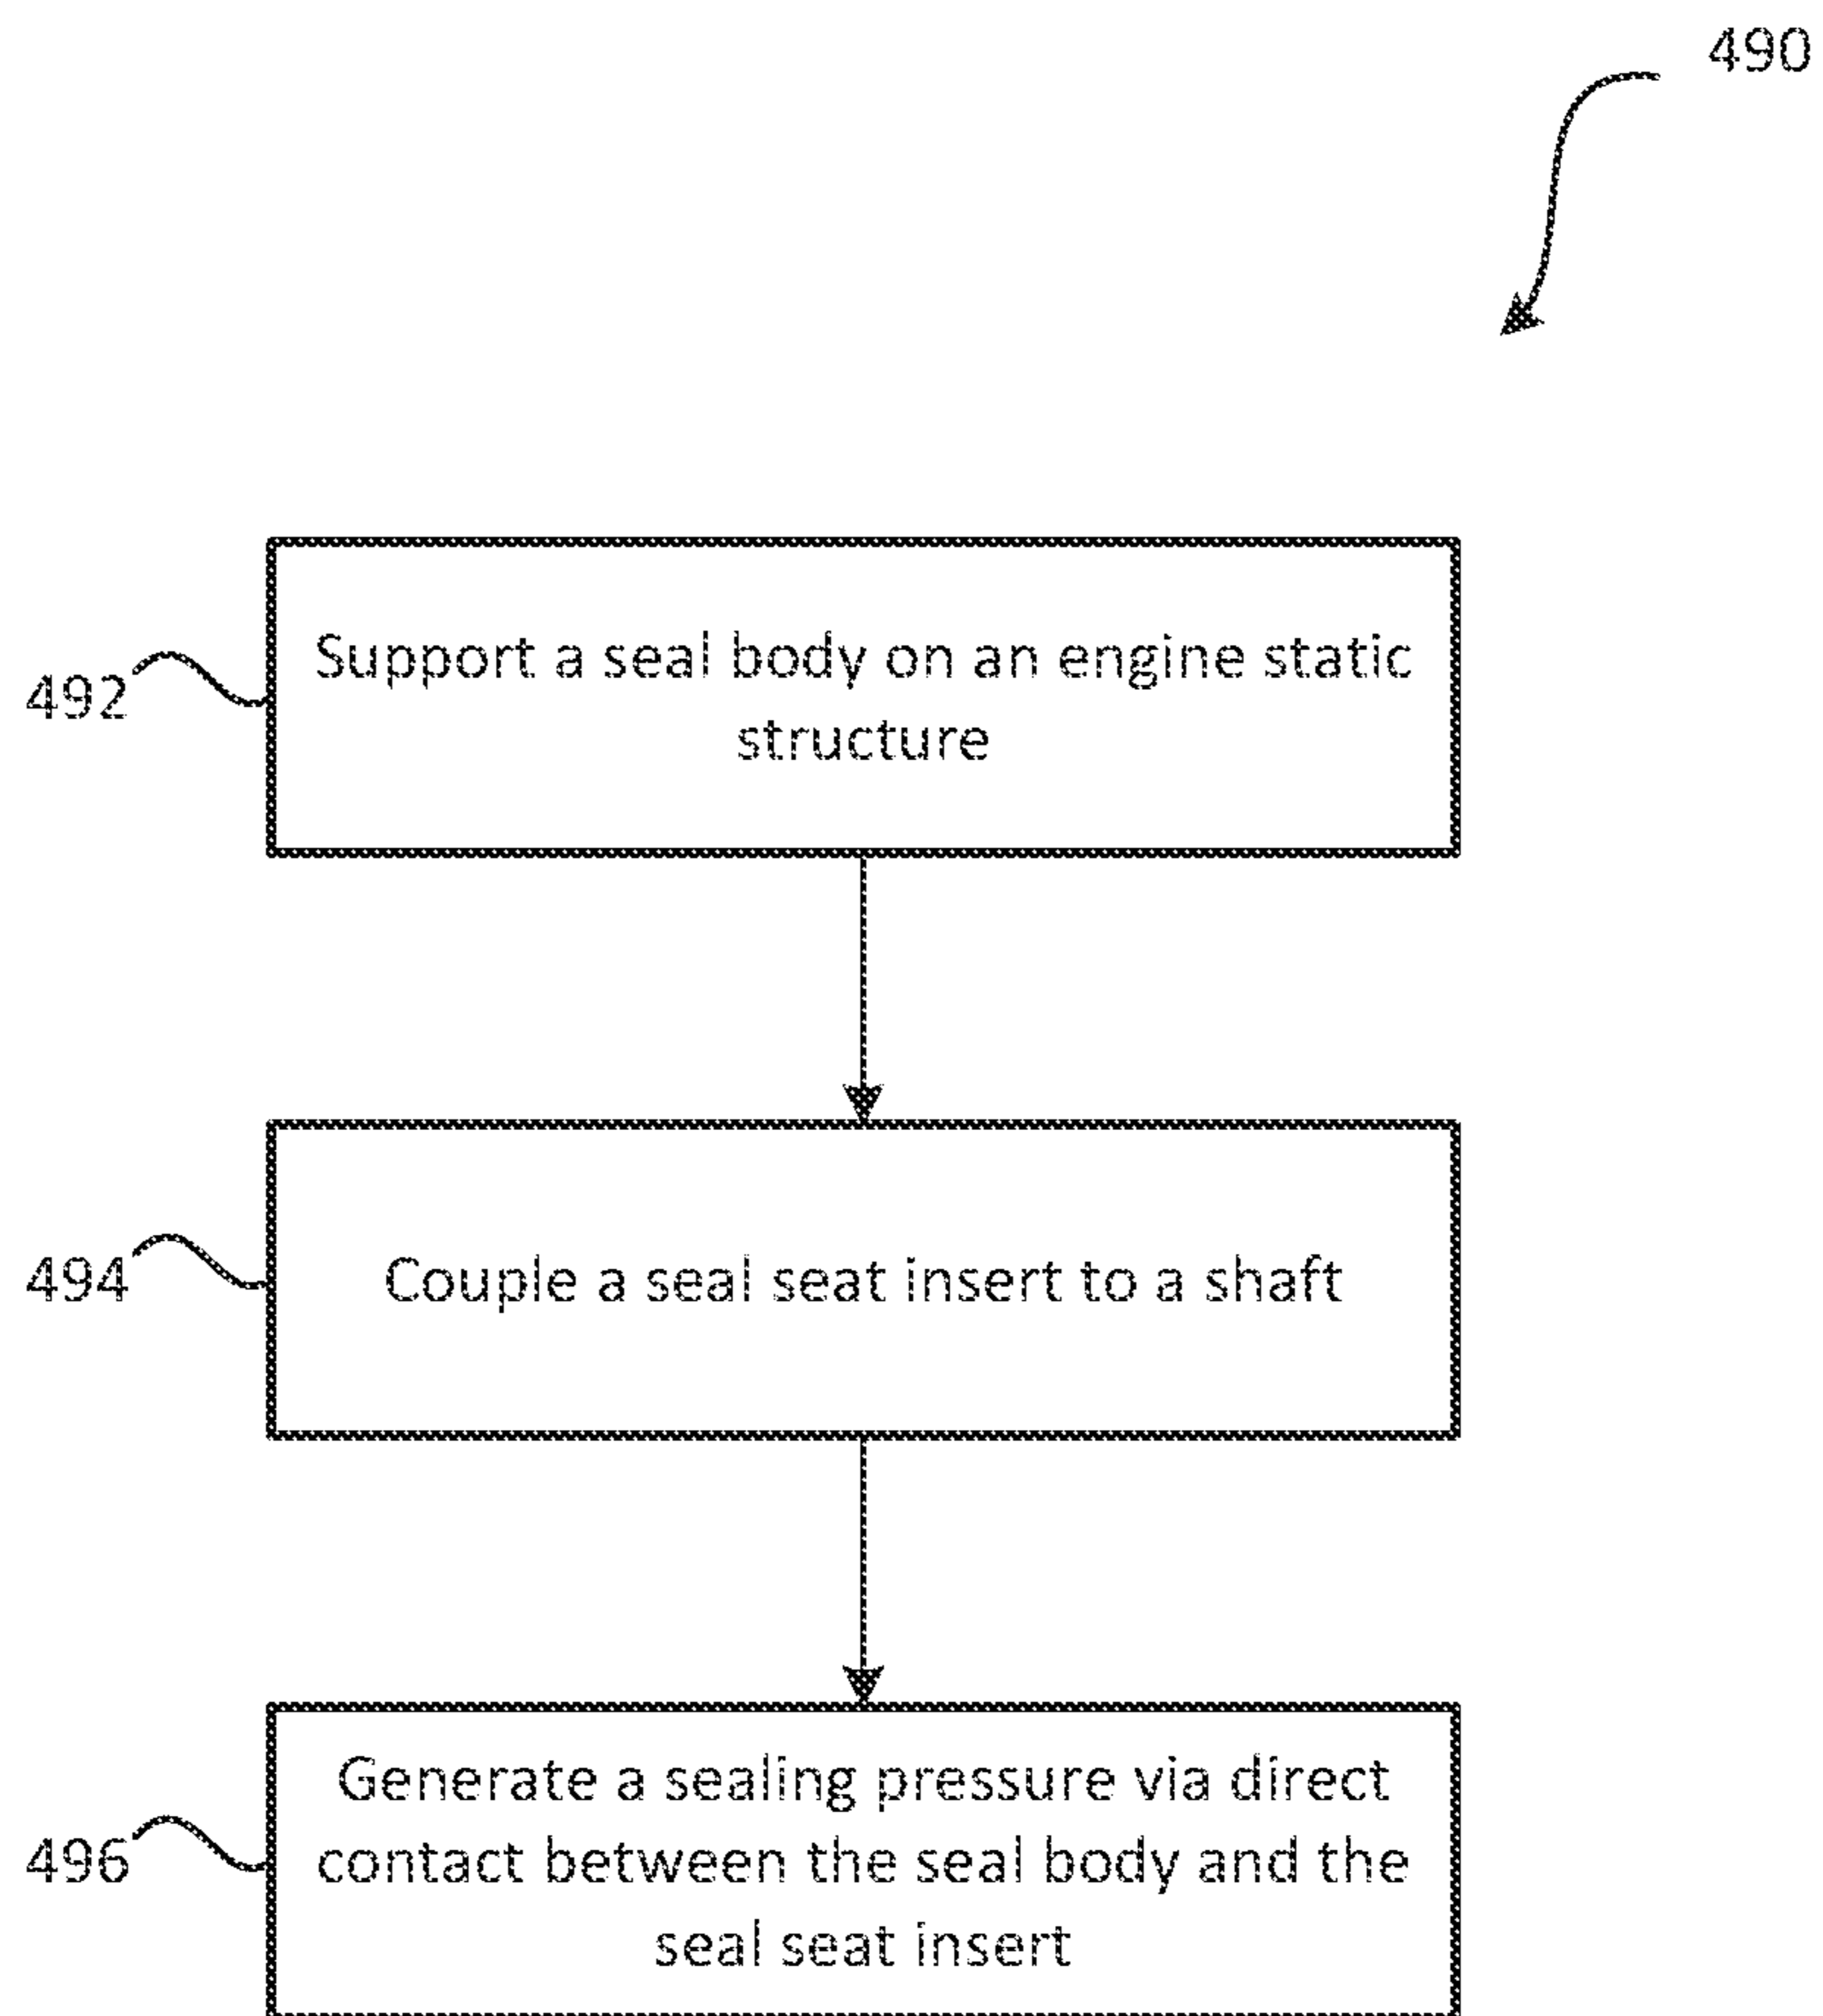 490
492
Support a seal body on an engine static
structure
494
Couple a seal seat insert to a shaft
496
Generate a sealing pressure via direct
contact between the seal body and the
seal seat insert